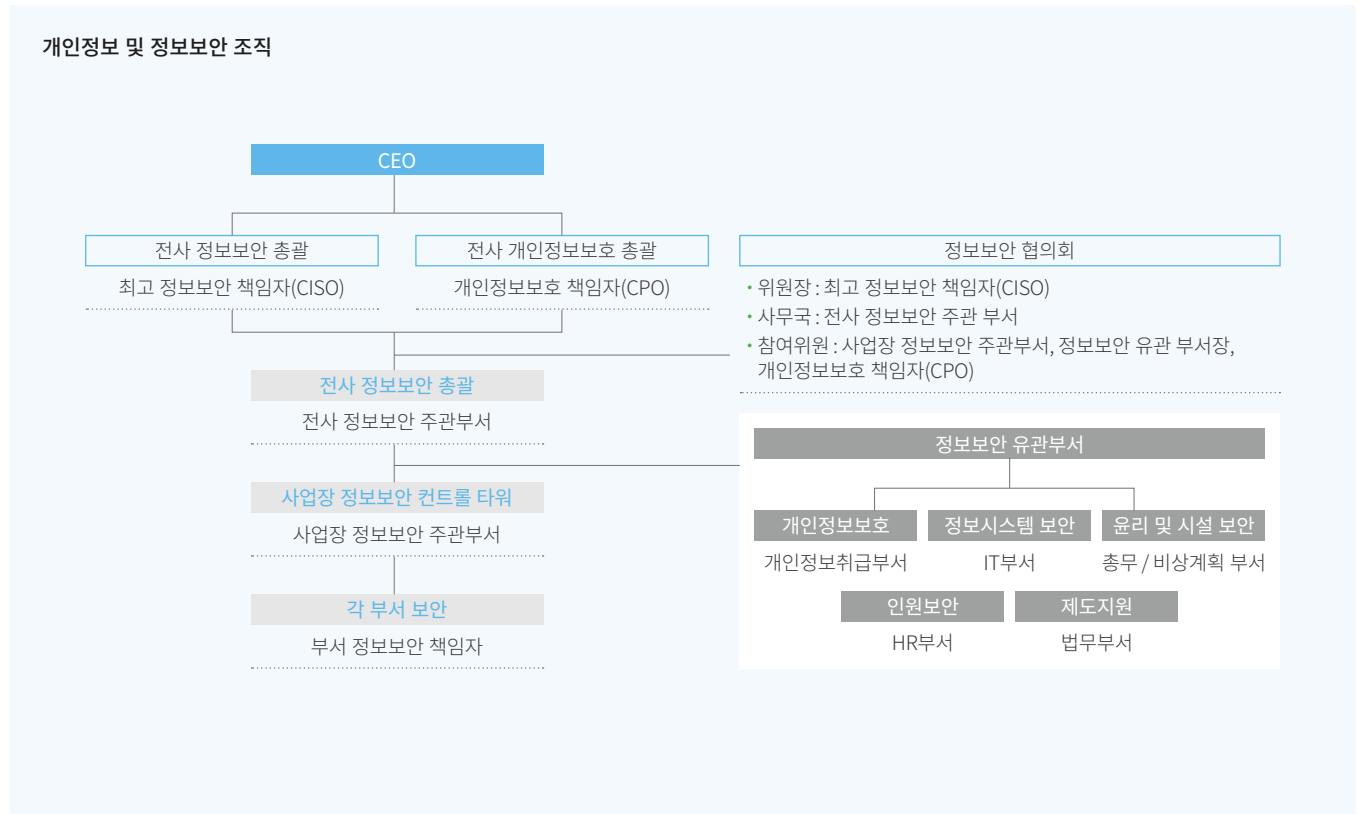 개인정보 및 정보보안 조직
CEO
전사 정보보안 총괄
최고 정보보안 책임자(CISO)
전사 개인정보보호 총괄
개인정보보호 책임자(CPO)
정보보안 협의회
• 위원장 : 최고 정보보안 책임자(CISO)
• 사무국 : 전사 정보보안 주관 부서
• 참여위원 : 사업장 정보보안 주관부서, 정보보안 유관 부서장,
개인정보보호 책임자(CPO)
전사 정보보안 총괄
전사 정보보안 주관부서
사업장 정보보안 컨트롤 타워
사업장 정보보안 주관부서
각 부서 보안
부서 정보보안 책임자
정보보안 유관부서
개인정보보호
개인정보취급부서
정보시스템 보안
IT부서
윤리 및 시설 보안
총무 / 비상계획 부서
인원보안
HR부서
제도지원
법무부서